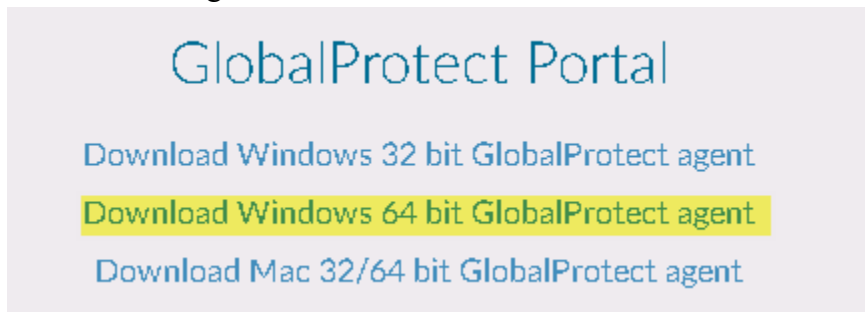 GlobalProtect Portal
Download Windows 32 bit GlobalProtect agent
Download Windows 64 bit GlobalProtect agent
Download Mac 32/64 bit GlobalProtect agent